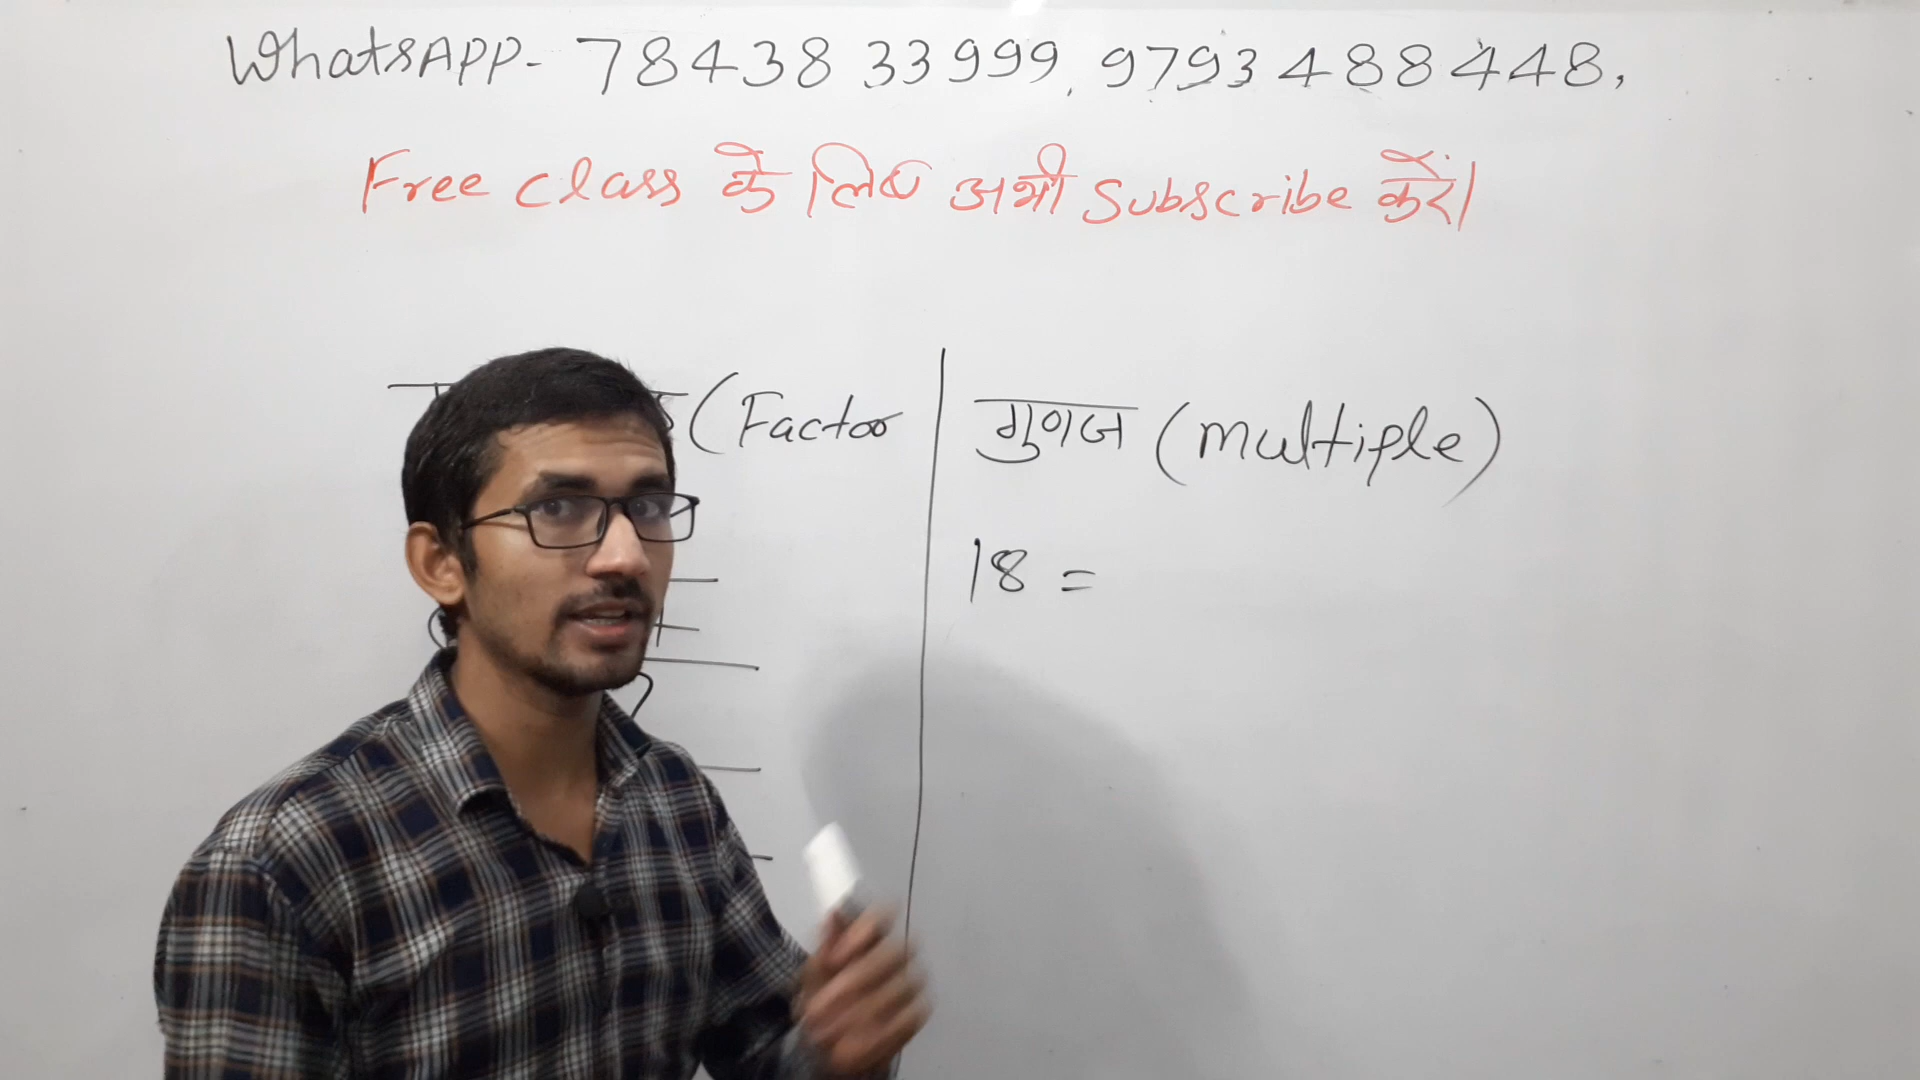 WhatsAPP- 78438 33999, 9793488448,
Free class के लिए अभी Subscribe करें।
(Factor
गुणज (multiple)
18 =